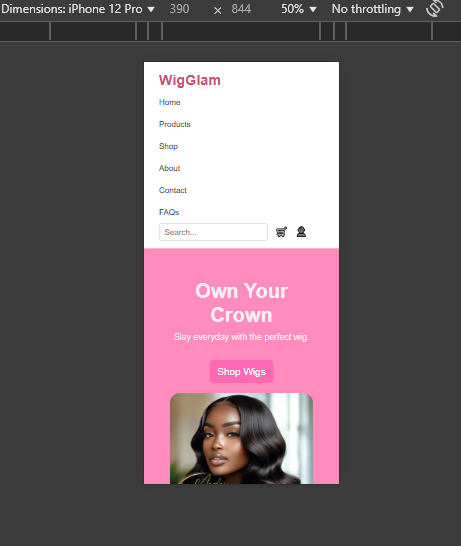 Dimensions: iPhone 12 Pro 390 × 844 50% No throttling
WigGlam
Home
Products
Shop
About
Contact
FAQs
Search...
Own Your
Crown
Slay everyday with the perfect wig.
Shop Wigs